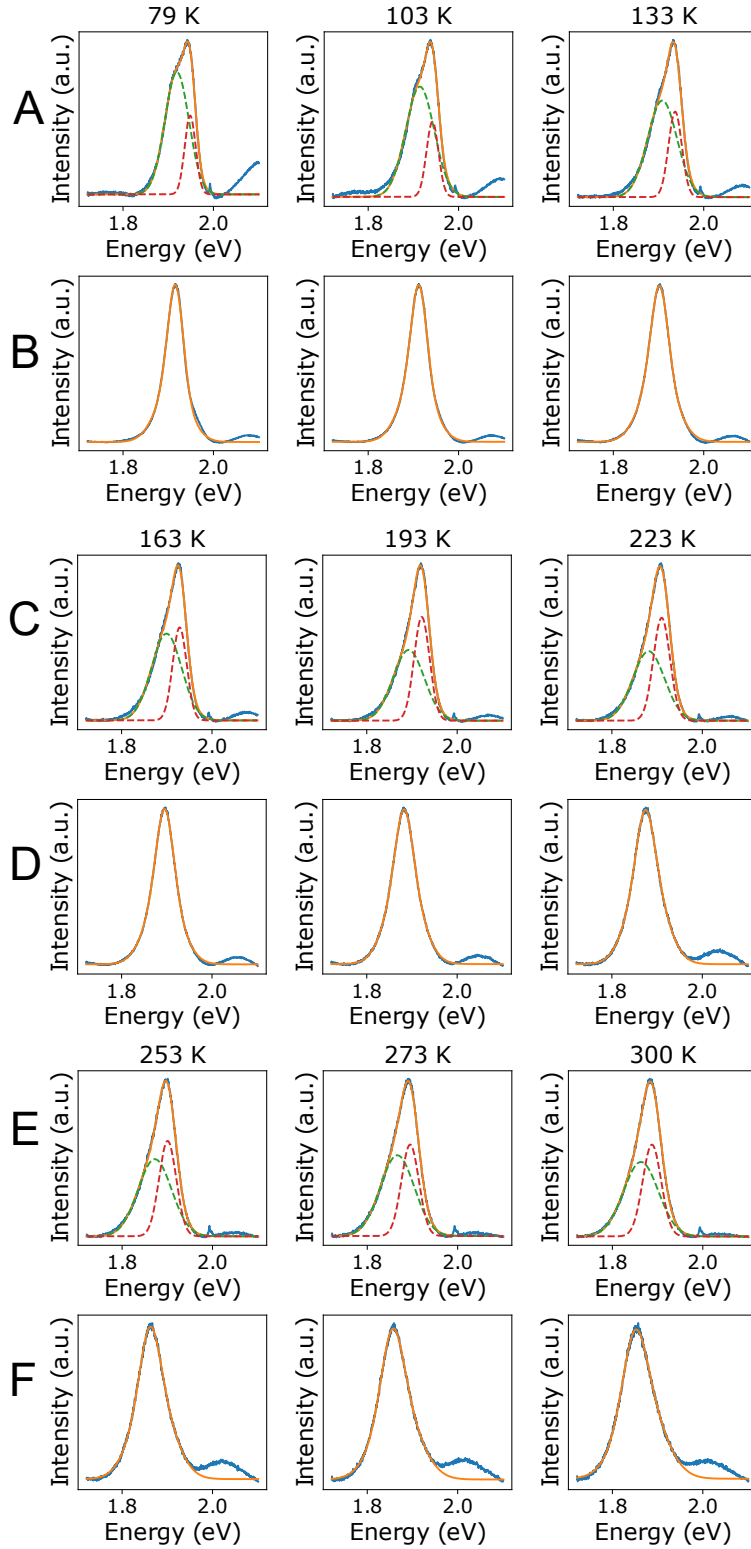 79 K 103 K 133 K
A
Intensity (a.u.) Intensity (a.u.) Intensity (a.u.)
1.8 2.0 1.8 2.0 1.8 2.0
Energy (eV) Energy (eV) Energy (eV)
B
Intensity (a.u.) Intensity (a.u.) Intensity (a.u.)
1.8 2.0 1.8 2.0 1.8 2.0
Energy (eV) Energy (eV) Energy (eV)
163 K 193 K 223 K
C
Intensity (a.u.) Intensity (a.u.) Intensity (a.u.)
1.8 2.0 1.8 2.0 1.8 2.0
Energy (eV) Energy (eV) Energy (eV)
D
Intensity (a.u.) Intensity (a.u.) Intensity (a.u.)
1.8 2.0 1.8 2.0 1.8 2.0
Energy (eV) Energy (eV) Energy (eV)
253 K 273 K 300 K
E
Intensity (a.u.) Intensity (a.u.) Intensity (a.u.)
1.8 2.0 1.8 2.0 1.8 2.0
Energy (eV) Energy (eV) Energy (eV)
F
Intensity (a.u.) Intensity (a.u.) Intensity (a.u.)
1.8 2.0 1.8 2.0 1.8 2.0
Energy (eV) Energy (eV) Energy (eV)